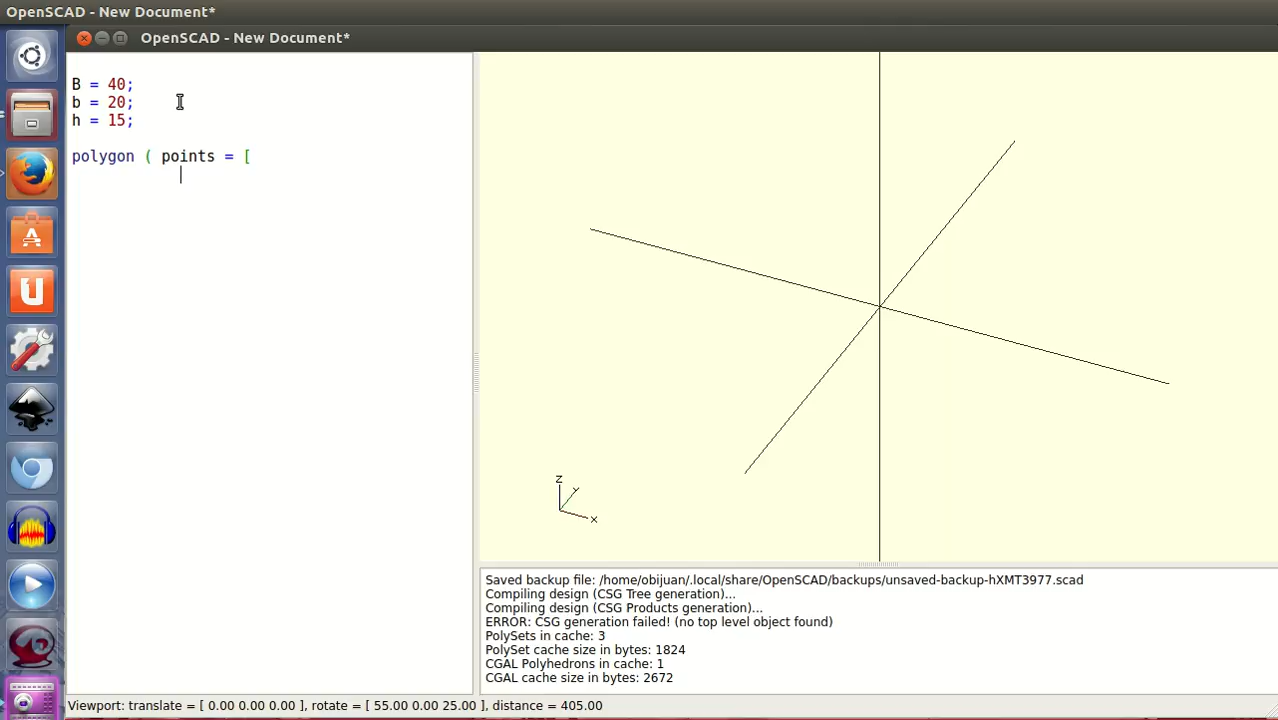 OpenSCAD - New Document*
OpenSCAD - New Document*
B = 40;
b = 20;
h = 15;
polygon ( points = [
z
Y
x
Saved backup file: /home/obijuan/.local/share/OpenSCAD/backups/unsaved-backup-hXMT3977.scad
Compiling design (CSG Tree generation)...
Compiling design (CSG Products generation)...
ERROR: CSG generation failed! (no top level object found)
PolySets in cache: 3
PolySet cache size in bytes: 1824
CGAL Polyhedrons in cache: 1
CGAL cache size in bytes: 2672
Viewport: translate = [ 0.00 0.00 0.00 ], rotate = [ 55.00 0.00 25.00 ], distance = 405.00